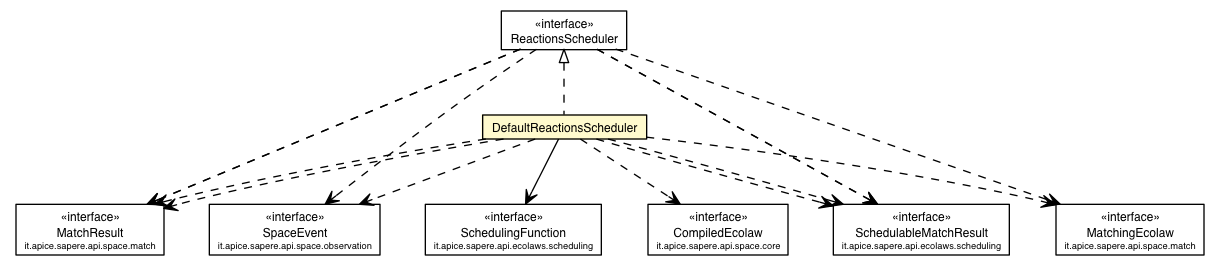 «interface»
ReactionsScheduler
DefaultReactionsScheduler
«interface»
MatchResult
it.apice.sapere.api.space.match
«interface»
SpaceEvent
it.apice.sapere.api.space.observation
«interface»
SchedulingFunction
it.apice.sapere.api.ecolaws.scheduling
«interface»
CompiledEcolaw
it.apice.sapere.api.space.core
«interface»
SchedulableMatchResult
it.apice.sapere.api.ecolaws.scheduling
«interface»
MatchingEcolaw
it.apice.sapere.api.space.match